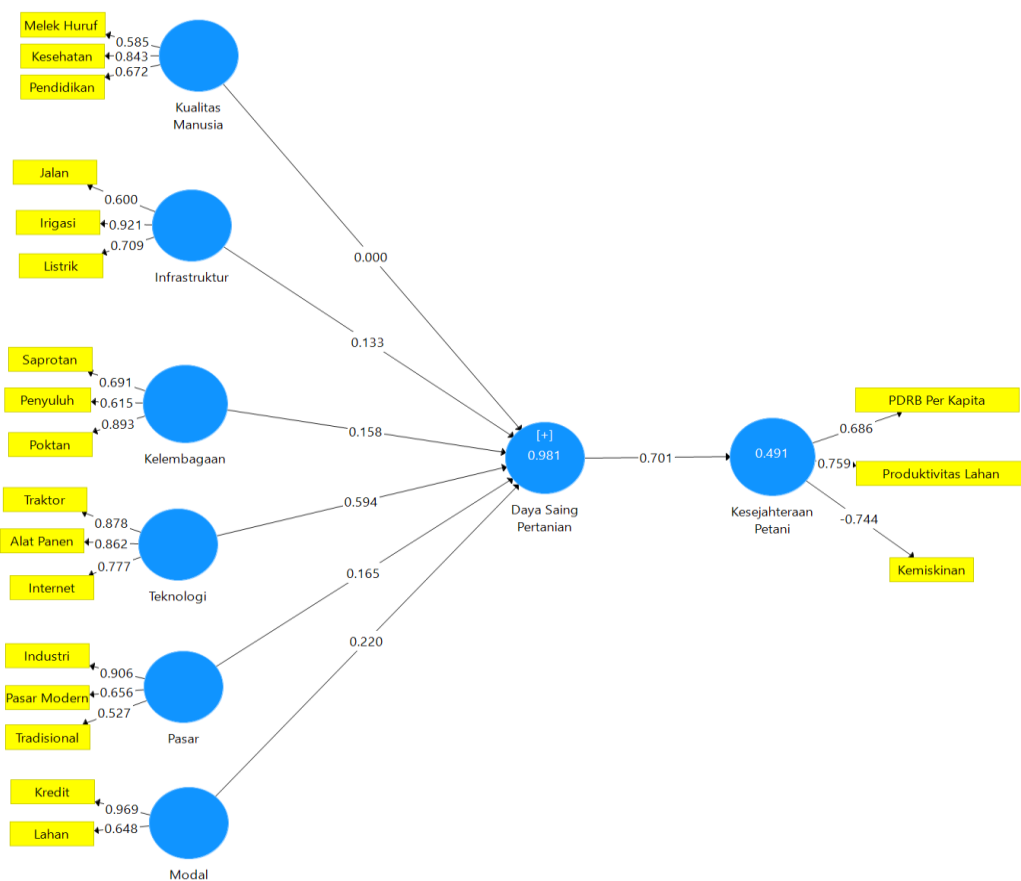 Melek Huruf
0.585
Kesehatan
0.843
0.672
Pendidikan
Kualitas
Manusia
Jalan
0.600
Irigasi
0.921
0.709
Listrik
Infrastruktur
0.000
0.133
Saprotan
0.691
Penyuluh
0.615
0.893
Poktan
Kelembagaan
0.158
Traktor
0.878
Alat Panen
0.862
0.777
Internet
Teknologi
0.594
Industri
0.906
Pasar Modern
0.656
0.527
Tradisional
Pasar
0.165
Kredit
0.969
0.648
Lahan
Modal
0.220
[+]
0.981
Daya Saing
Pertanian
0.701
0.491
Kesejahteraan
Petani
PDRB Per Kapita
0.686
0.759
Produktivitas Lahan
-0.744
Kemiskinan